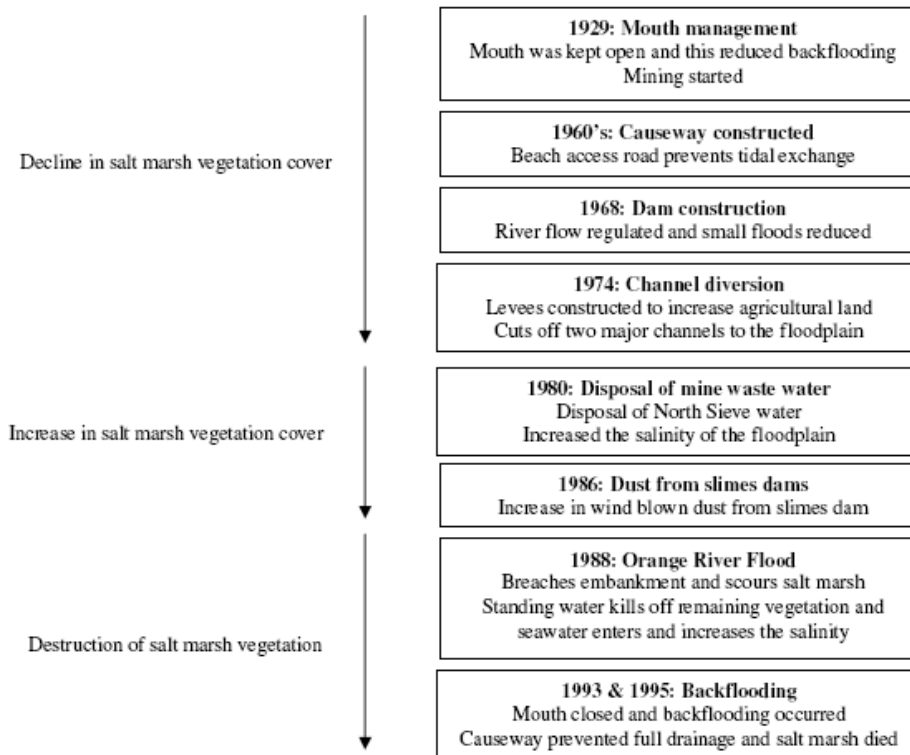 1929: Mouth management
Mouth was kept open and this reduced backflooding
Mining started
Decline in salt marsh vegetation cover
1960's: Causeway constructed
Beach access road prevents tidal exchange
1968: Dam construction
River flow regulated and small floods reduced
1974: Channel diversion
Levees constructed to increase agricultural land
Cuts off two major channels to the floodplain
Increase in salt marsh vegetation cover
1980: Disposal of mine waste water
Disposal of North Sieve water
Increased the salinity of the floodplain
1986: Dust from slimes dams
Increase in wind blown dust from slimes dam
Destruction of salt marsh vegetation
1988: Orange River Flood
Breaches embankment and scours salt marsh
Standing water kills off remaining vegetation and
seawater enters and increases the salinity
1993 & 1995: Backflooding
Mouth closed and backflooding occurred
Causeway prevented full drainage and salt marsh died